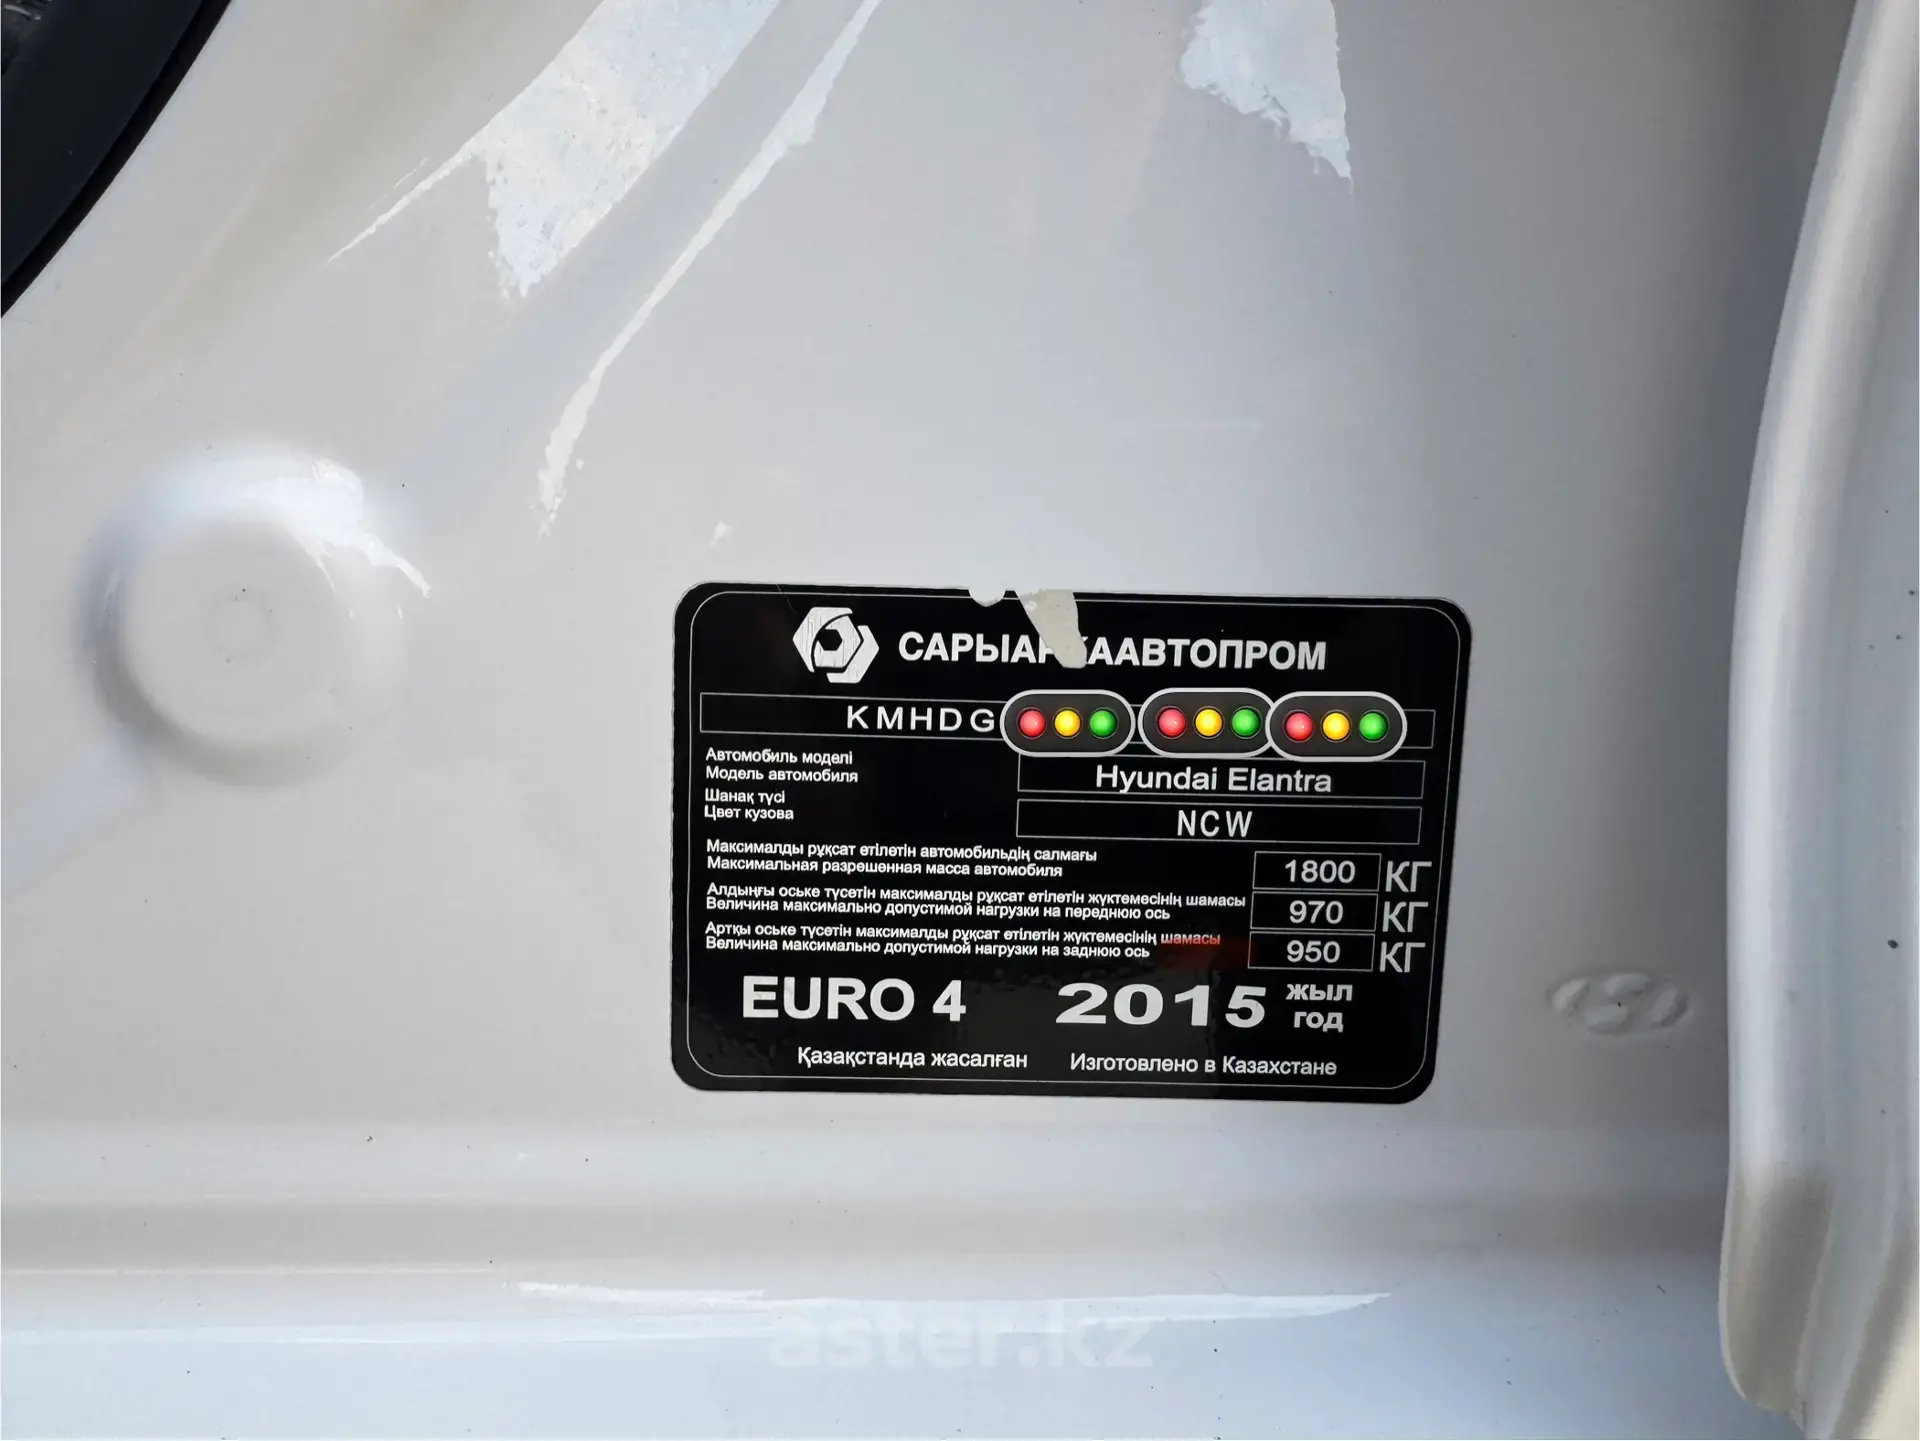 САРЫАРКААВТОПРОМ
KMHDG
Автомобиль моделі
Модель автомобиля
Hyundai Elantra
Шанақ түсі
Цвет кузова
NCW
Максималды рұқсат етілетін автомобильдің салмағы
Максимальная разрешенная масса автомобиля
1800 КГ
Алдыңғы оське түсетін максималды рұқсат етілетін жүктемесінің шамасы
Величина максимально допустимой нагрузки на переднюю ось
970 КГ
Артқы оське түсетін максималды рұқсат етілетін жүктемесінің шамасы
Величина максимально допустимой нагрузки на заднюю ось
950 КГ
EURO 4 2015 ЖЫЛ ГОД
Қазақстанда жасалған Изготовлено в Казахстане
aster.kz